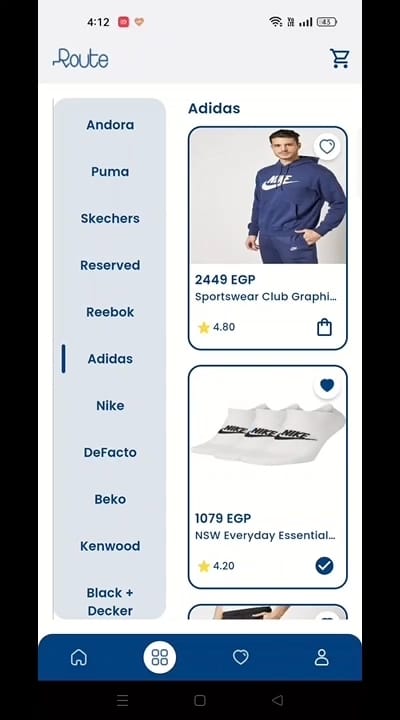 4:12
45
Route
Andora
Puma
Skechers
Reserved
Reebok
Adidas
Nike
DeFacto
Beko
Kenwood
Black +
Decker
Adidas
NIKE
2449 EGP
Sportswear Club Graphi...
4.80
NIKE NIKE NIKE
1079 EGP
NSW Everyday Essential...
4.20